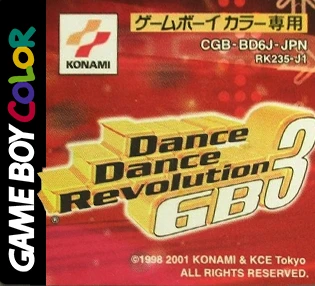 GAME BOY COLOR
KONAMI
ゲームボーイカラー専用
CGB-BD6J-JPN
RK235-J1
Dance
Dance
Revolution
GB3
©1998 2001 KONAMI & KCE Tokyo
ALL RIGHTS RESERVED.